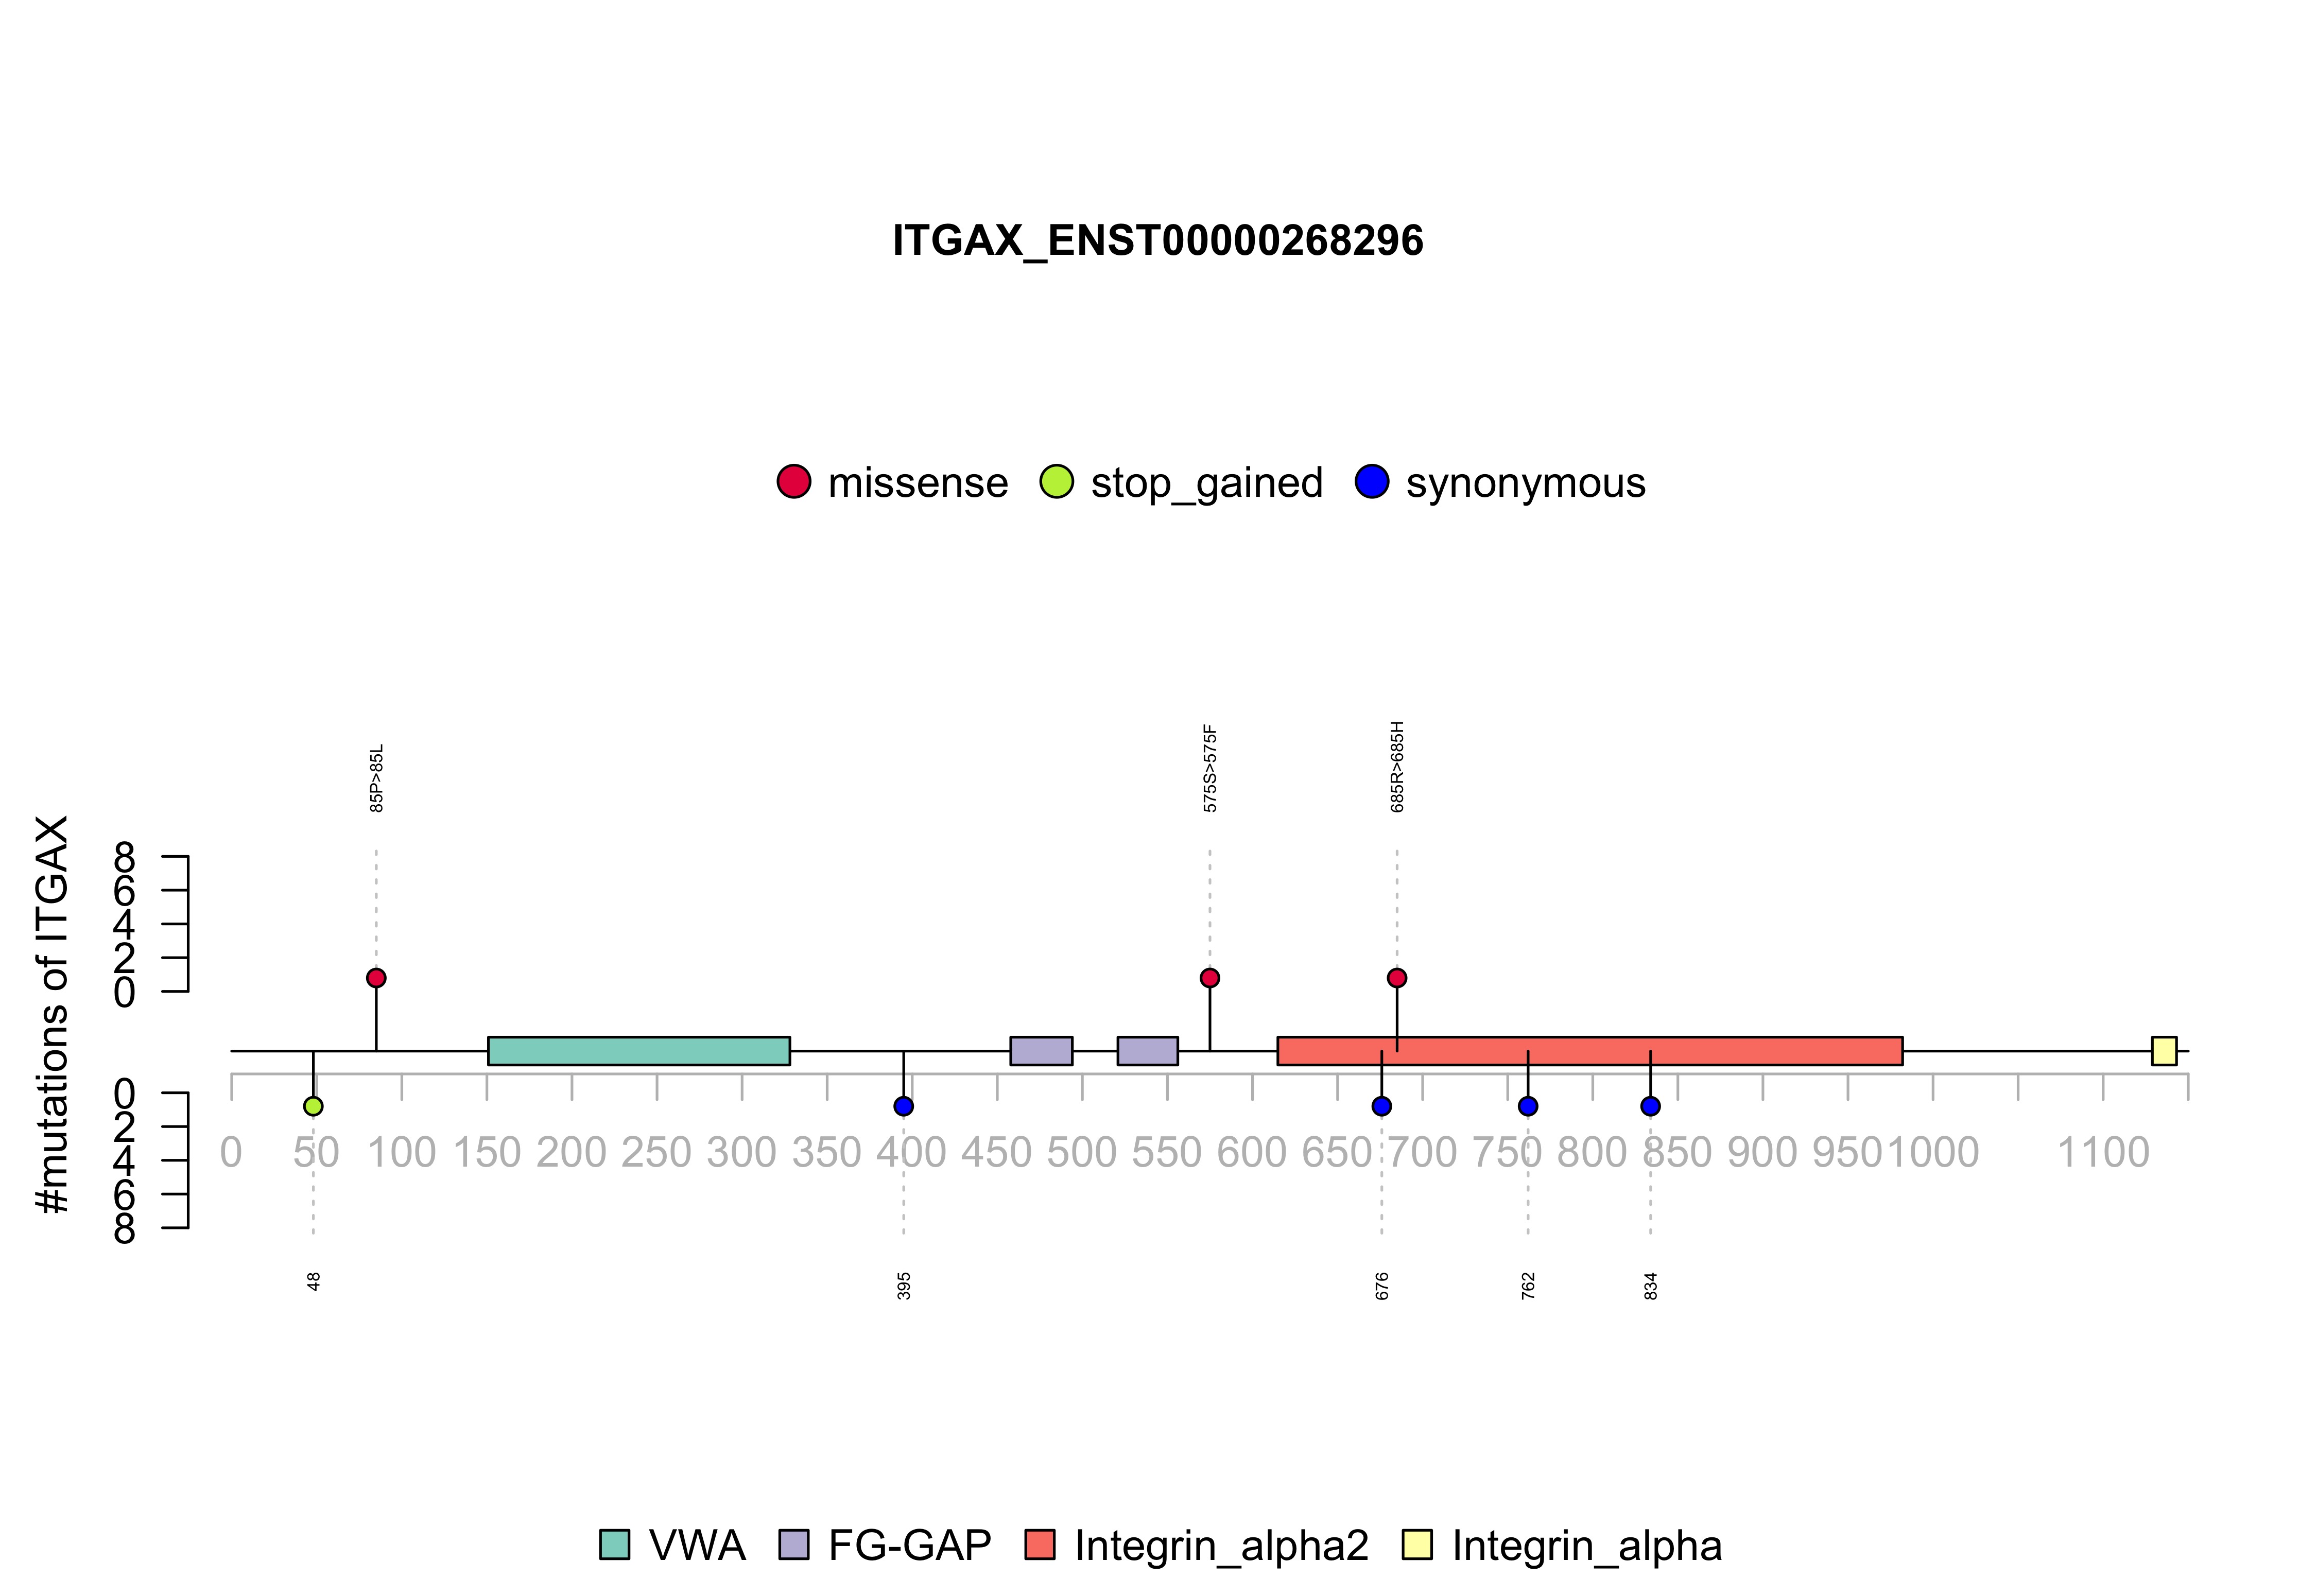 ITGAX_ENST00000268296
missense stop_gained synonymous
85P>85L 575S>575F 685R>685H
#mutations of ITGAX
8
6
4
2
0
0
2
4
6
8
0 50 100 150 200 250 300 350 400 450 500 550 600 650 700 750 800 850 900 950 1000 1100
48 395 676 762 834
VWA FG-GAP Integrin_alpha2 Integrin_alpha